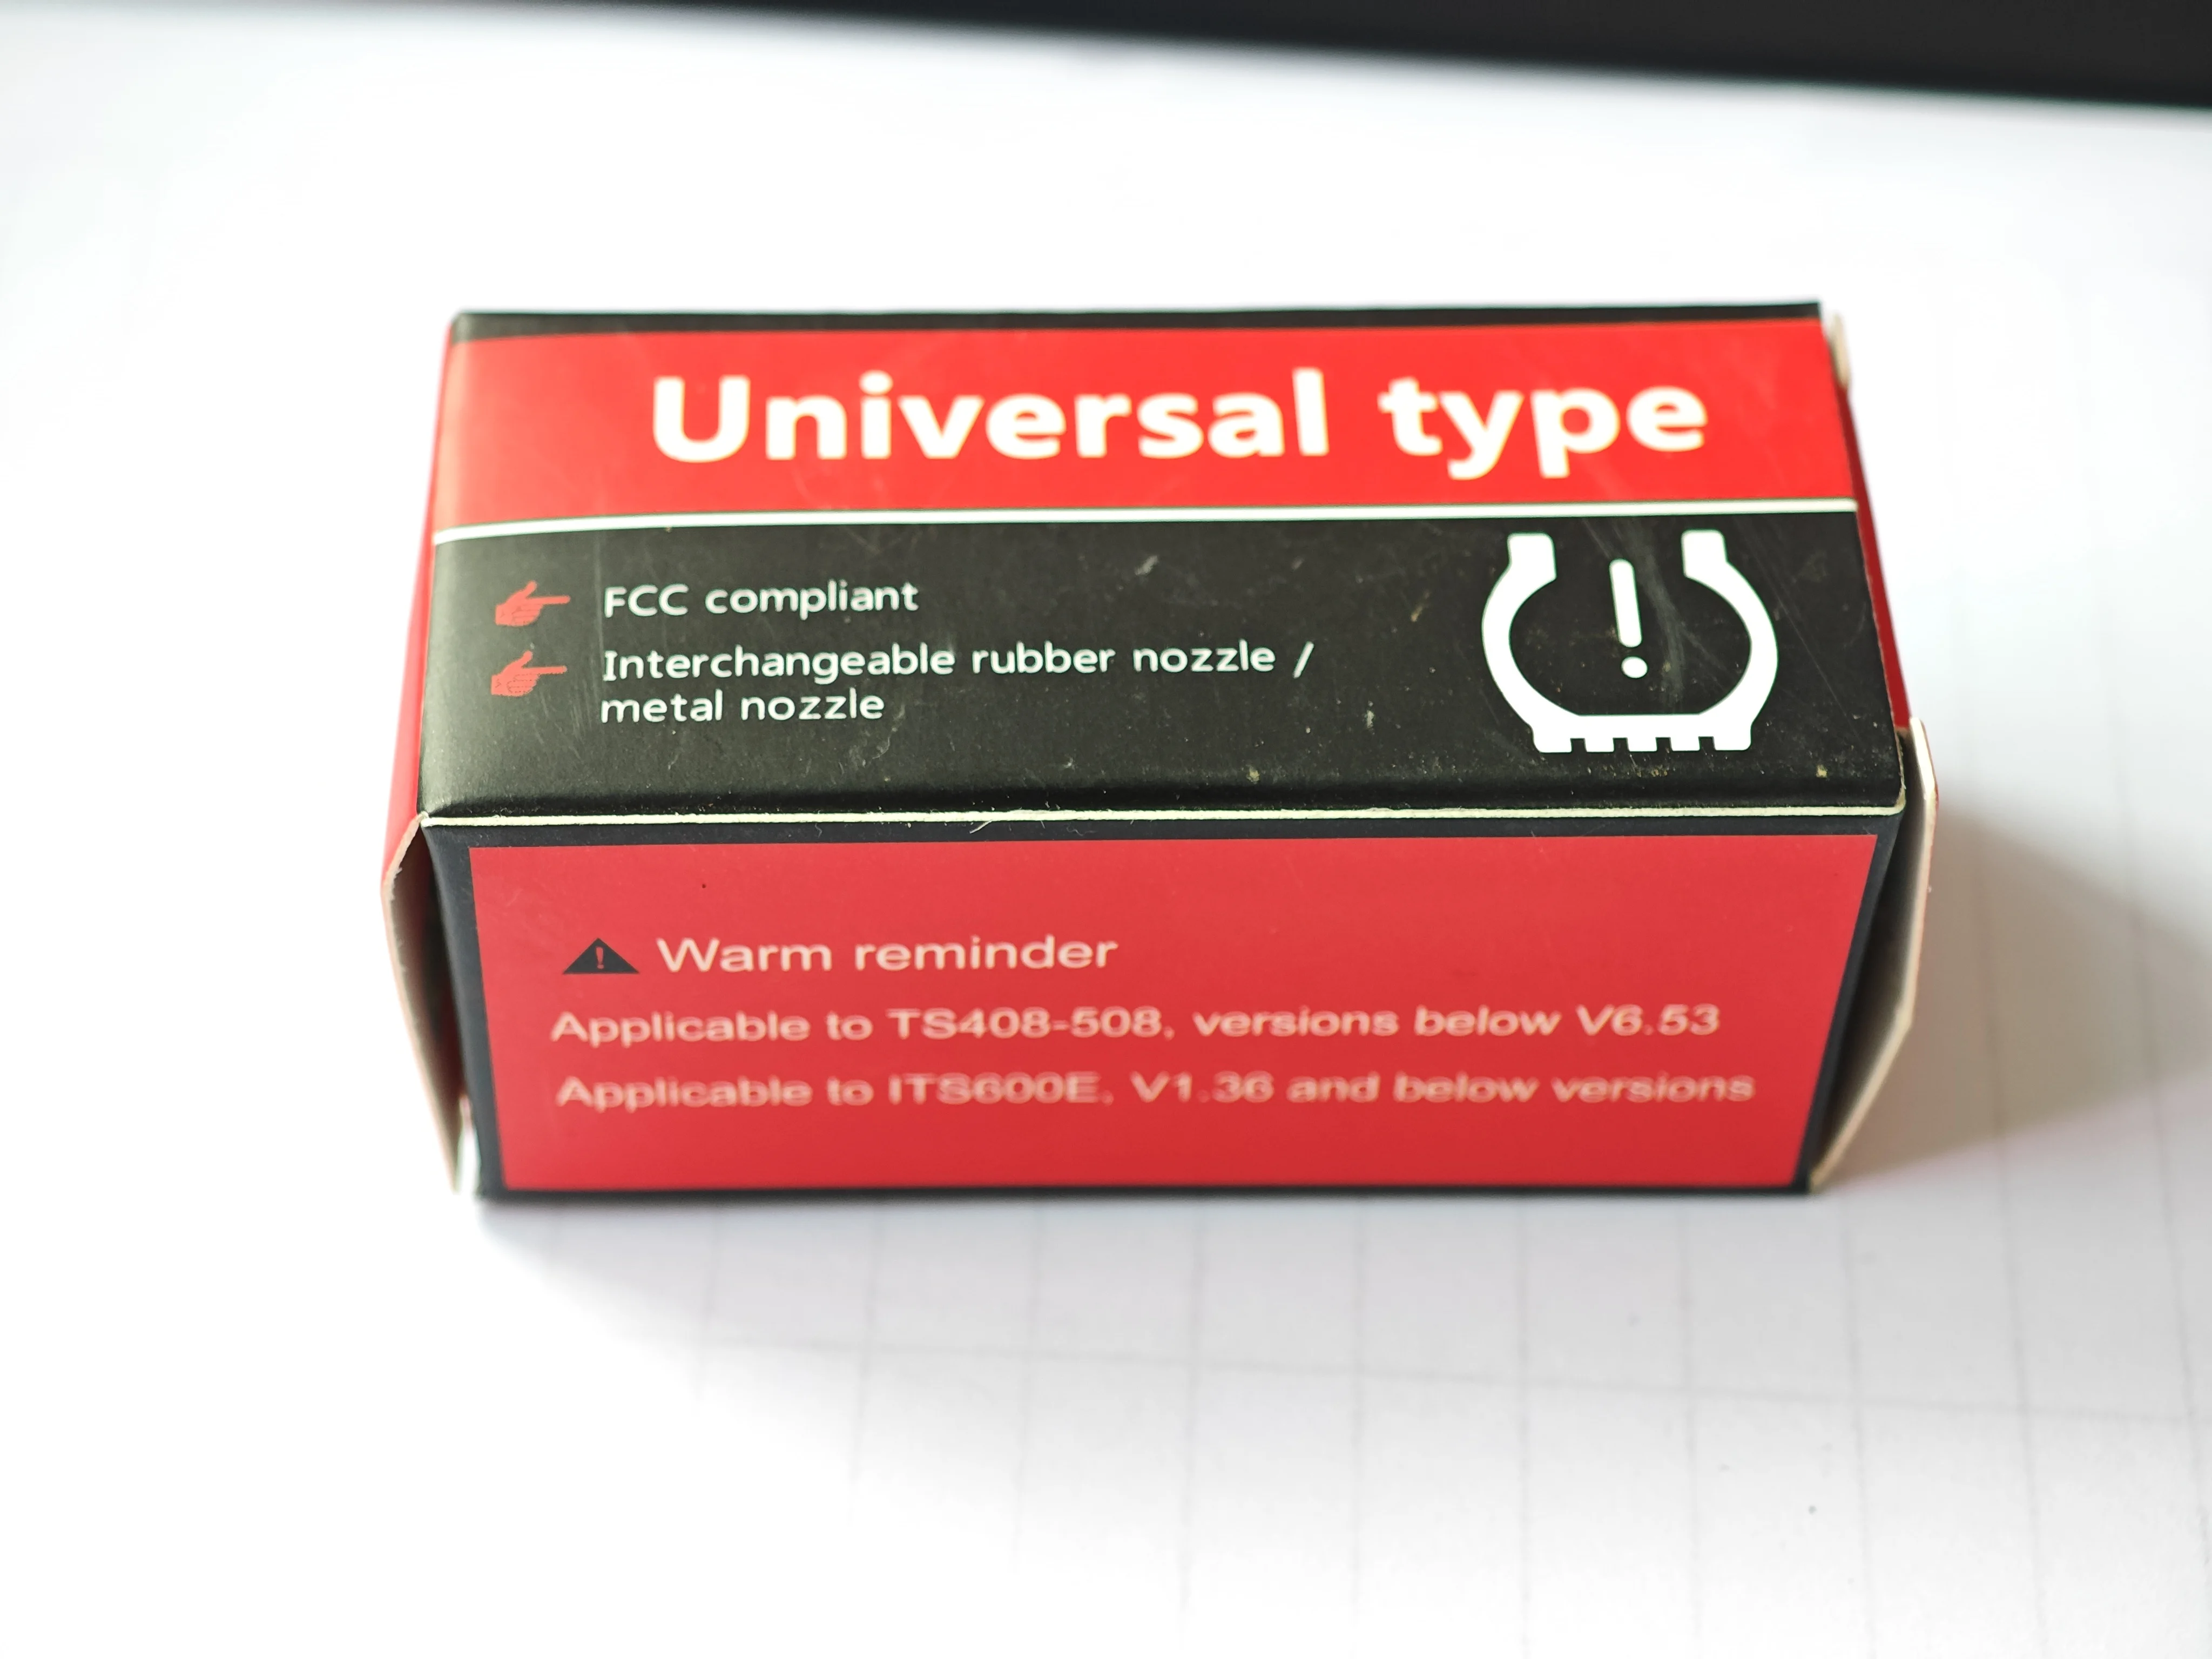 Universal type
FCC compliant
Interchangeable rubber nozzle /
metal nozzle
Warm reminder
Applicable to TS408-508, versions below V6.53
Applicable to ITS600E, V1.36 and below versions